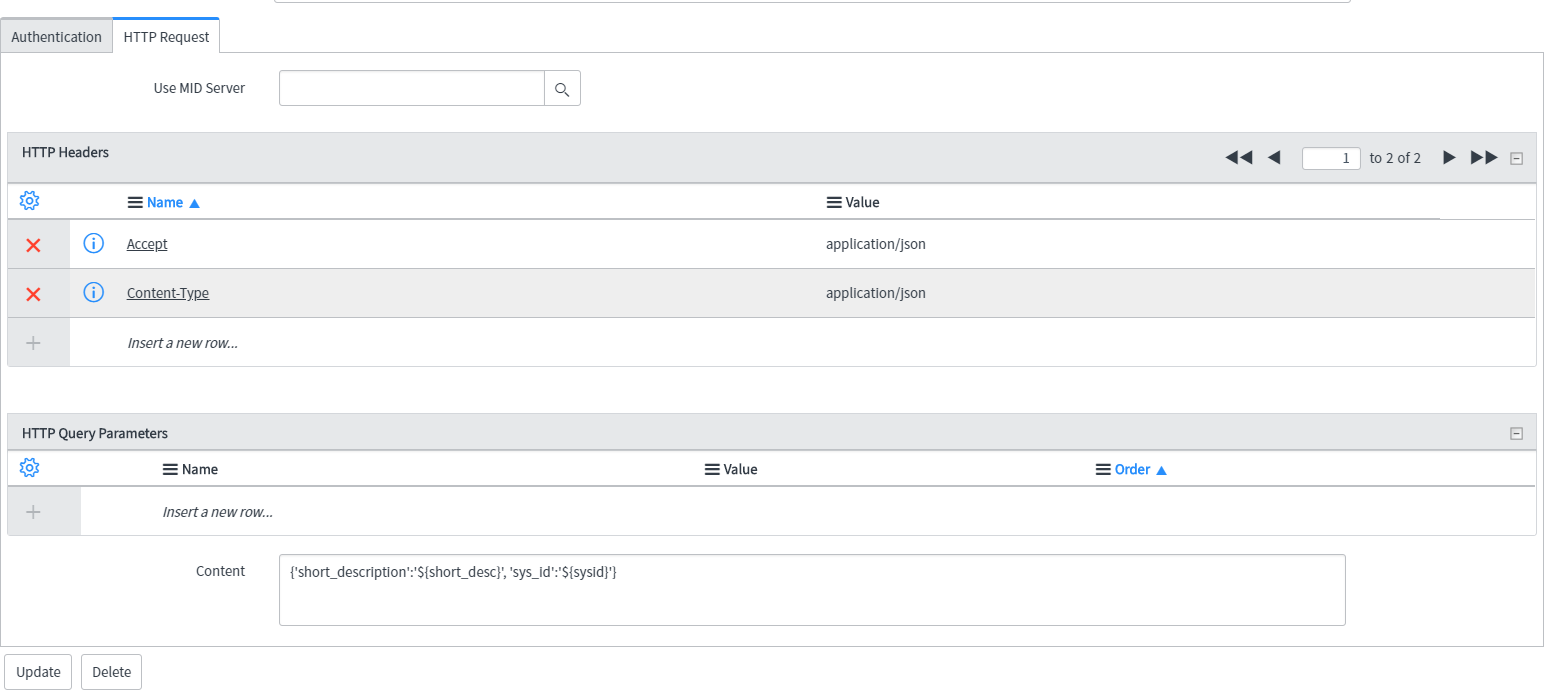 Authentication HTTP Request
Use MID Server
HTTP Headers 1 to 2 of 2
Name Value
Accept application/json
Content-Type application/json
Insert a new row...
HTTP Query Parameters
Name Value Order
Insert a new row...
Content {'short_description':'${short_desc}', 'sys_id':'${sysid}'}
Update Delete